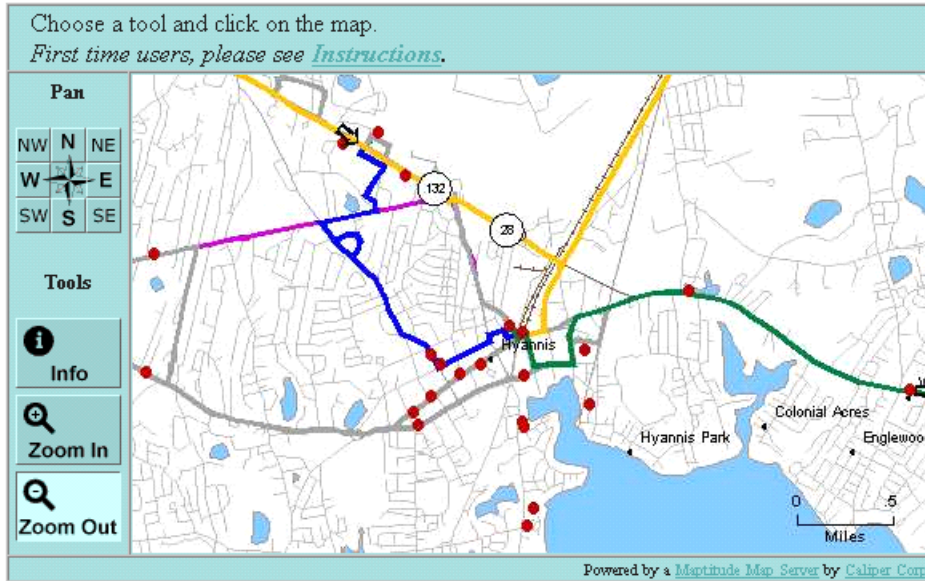 Choose a tool and click on the map.
First time users, please see Instructions.
Pan
NW N NE
W E
SW S SE
Tools
Info
Zoom In
Zoom Out
132
28
Hyannis
Colonial Acres
Hyannis Park
Englewoo
0 .5
Miles
Powered by a Maptitude Map Server by Caliper Corp